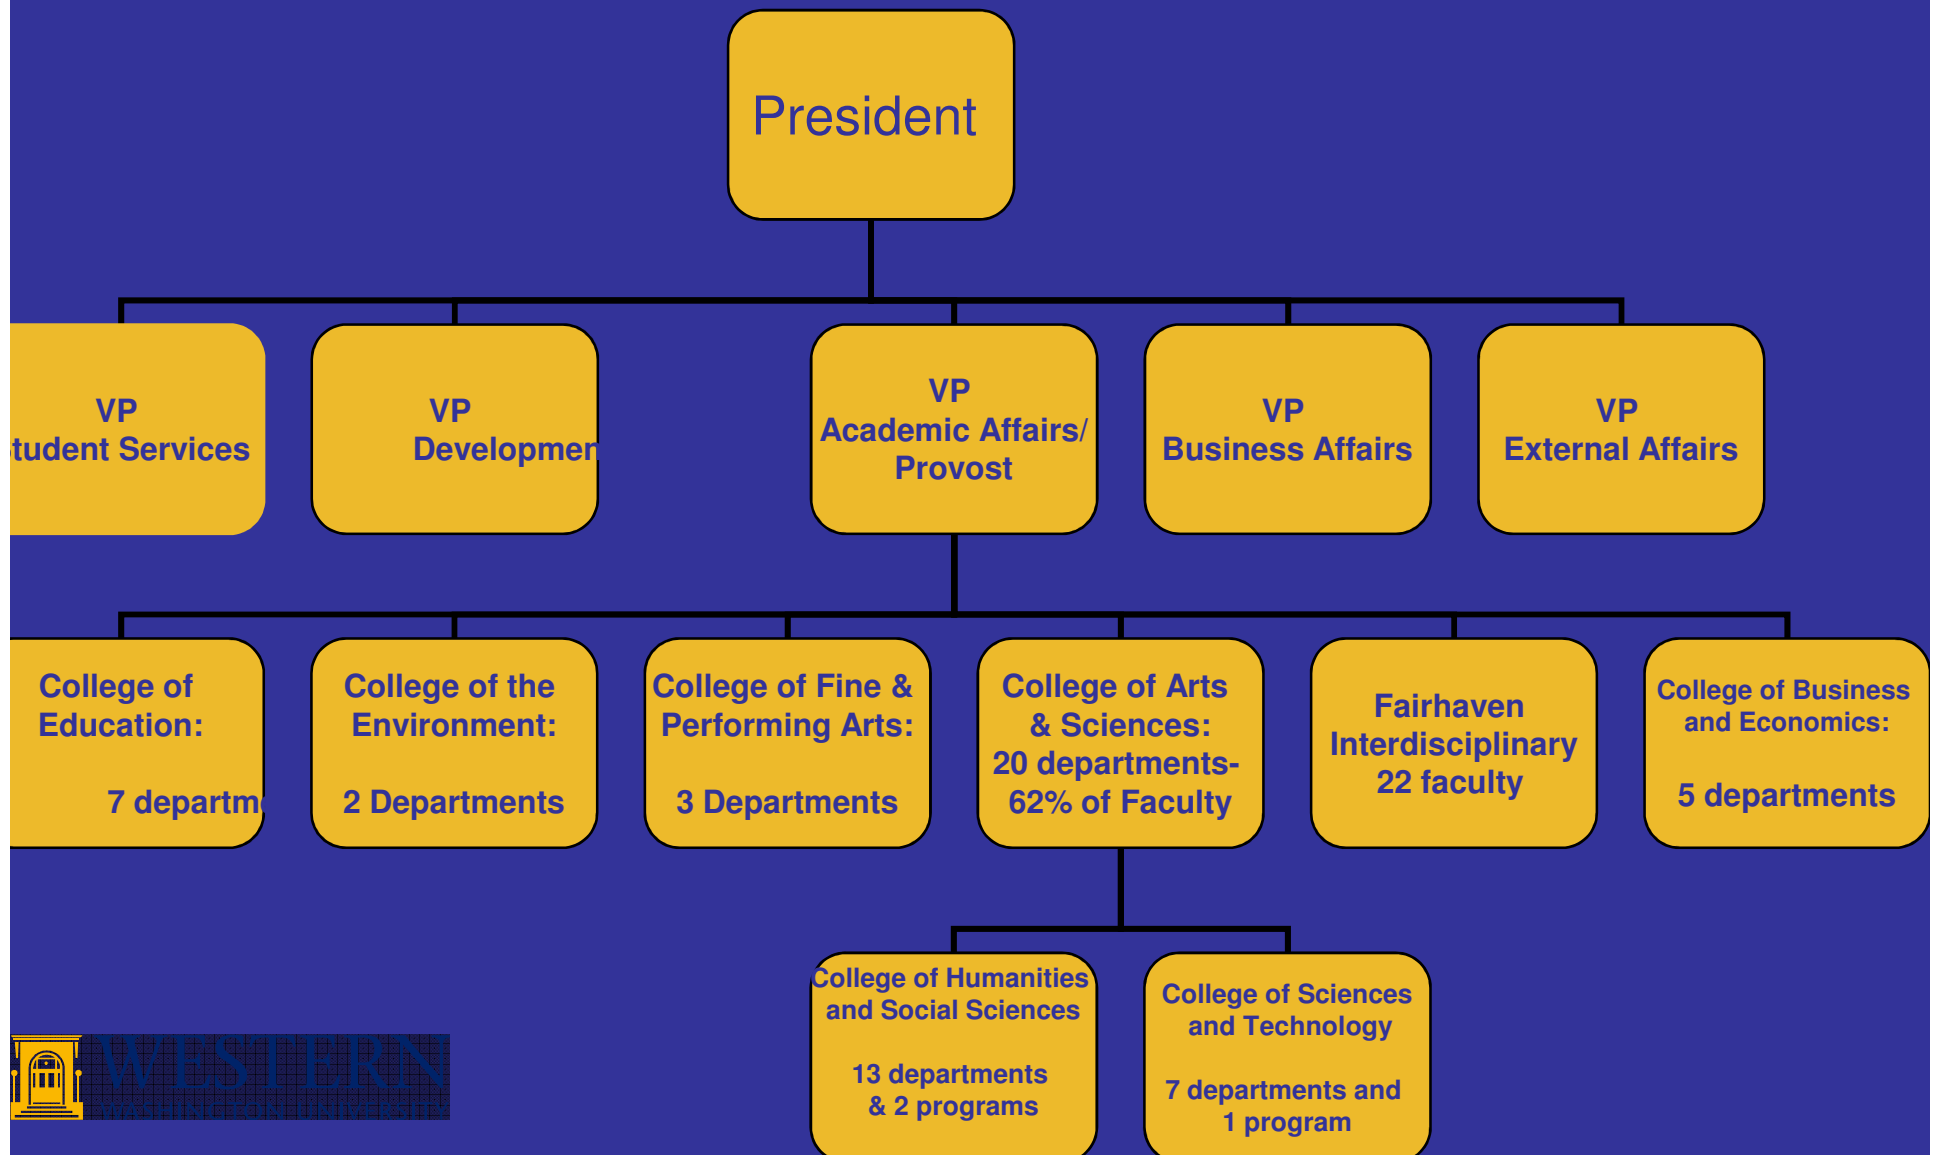 President
VP
tudent Services
VP
Developmen
VP
Academic Affairs/
Provost
VP
Business Affairs
VP
External Affairs
College of
Education:
7 departm
College of the
Environment:
2 Departments
College of Fine &
Performing Arts:
3 Departments
College of Arts
& Sciences:
20 departments-
62% of Faculty
Fairhaven
Interdisciplinary
22 faculty
College of Business
and Economics:
5 departments
College of Humanities
and Social Sciences
13 departments
& 2 programs
College of Sciences
and Technology
7 departments and
1 program
WESTERN
WASHINGTON UNIVERSITY